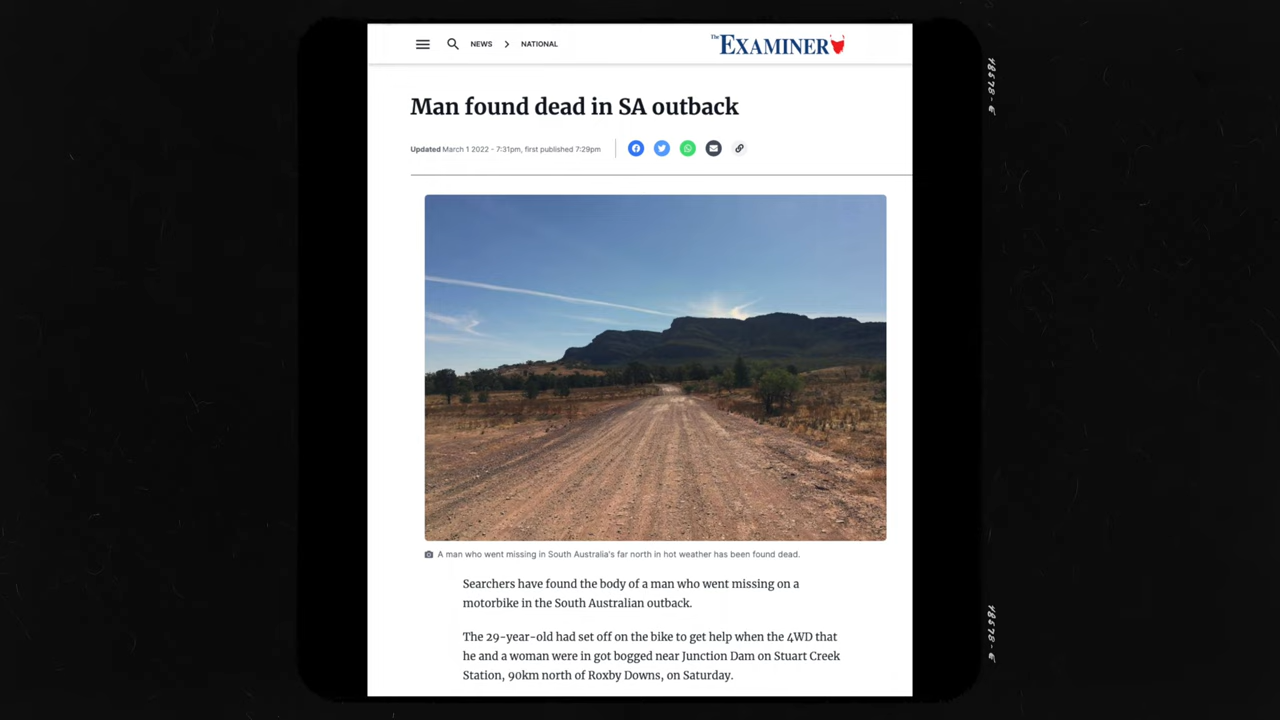 NEWS > NATIONAL
The EXAMINER
Man found dead in SA outback
Updated March 1 2022 - 7:31pm, first published 7:29pm
A man who went missing in South Australia's far north in hot weather has been found dead.
Searchers have found the body of a man who went missing on a
motorbike in the South Australian outback.
The 29-year-old had set off on the bike to get help when the 4WD that
he and a woman were in got bogged near Junction Dam on Stuart Creek
Station, 90km north of Roxby Downs, on Saturday.